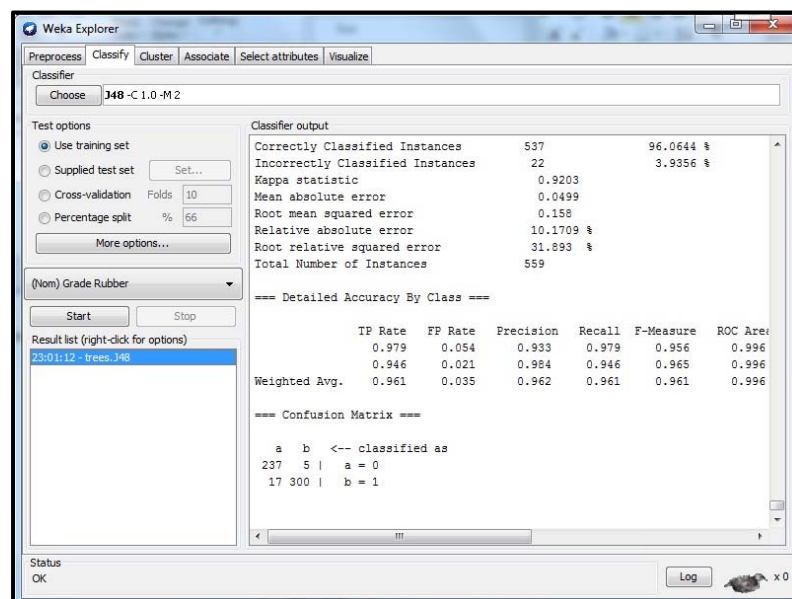 Weka Explorer
Preprocess Classify Cluster Associate Select attributes Visualize
Classifier
Choose J48 -C 1.0 -M 2
Test options
Use training set
Supplied test set Set...
Cross-validation Folds 10
Percentage split % 66
More options...
(Nom) Grade Rubber
Start Stop
Result list (right-click for options)
23:01:12 - trees.J48
Classifier output
Correctly Classified Instances 537 96.0644 %
Incorrectly Classified Instances 22 3.9356 %
Kappa statistic 0.9203
Mean absolute error 0.0499
Root mean squared error 0.158
Relative absolute error 10.1709 %
Root relative squared error 31.893 %
Total Number of Instances 559
=== Detailed Accuracy By Class ===
TP Rate FP Rate Precision Recall F-Measure ROC Area
0.979 0.054 0.933 0.979 0.956 0.996
0.946 0.021 0.984 0.946 0.965 0.996
Weighted Avg. 0.961 0.035 0.962 0.961 0.961 0.996
=== Confusion Matrix ===
a b <-- classified as
237 5 | a = 0
17 300 | b = 1
Status
OK
Log x 0